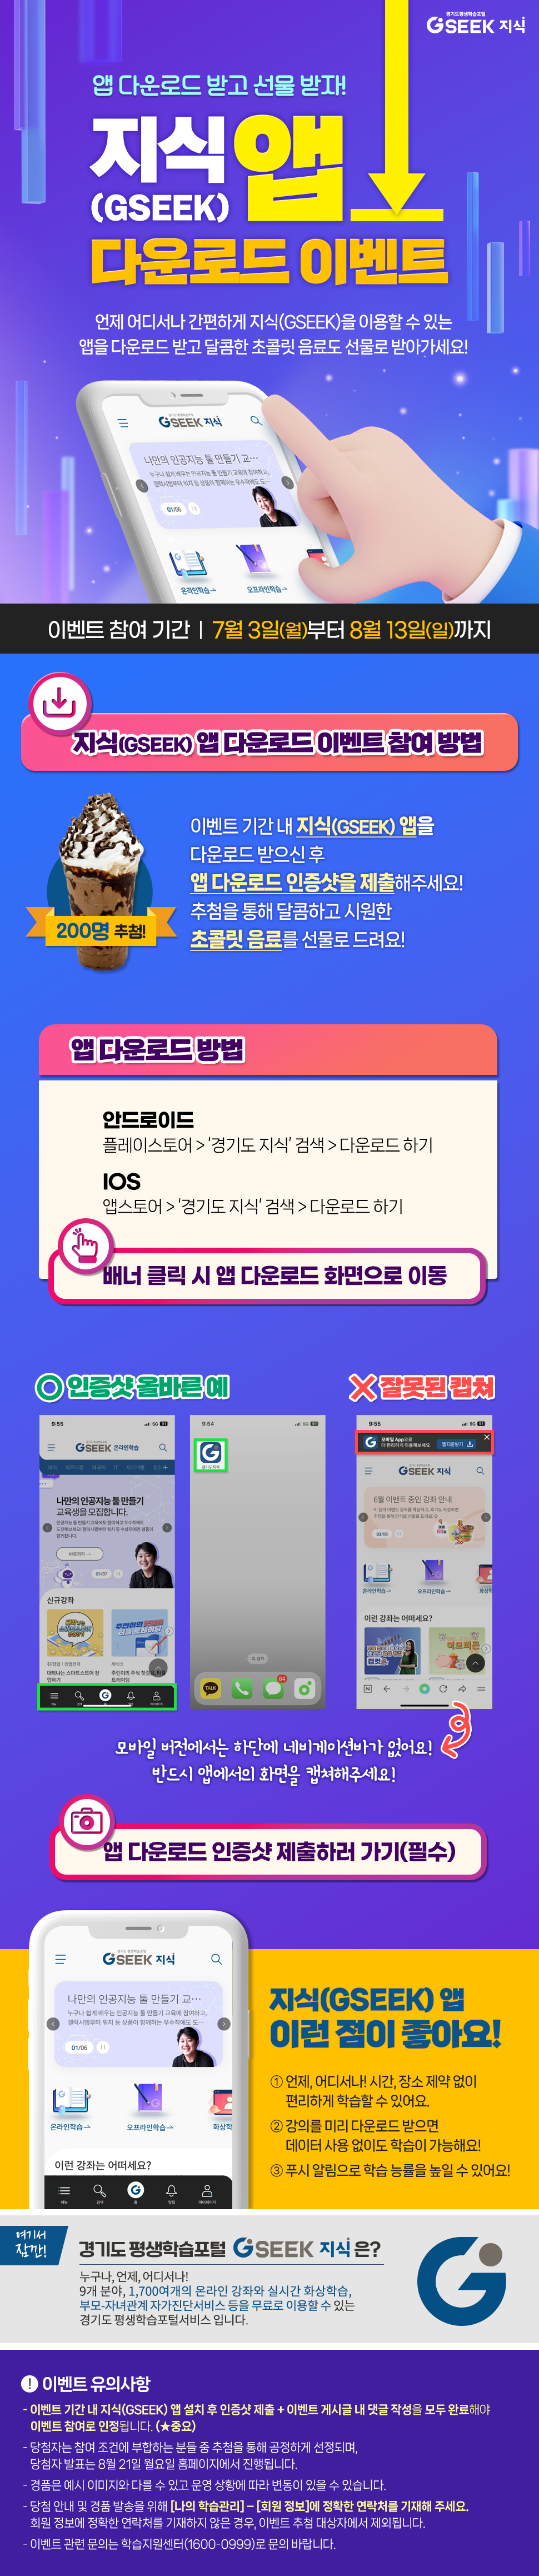 경기도평생학습포털
GSEEK 지식
앱 다운로드 받고 선물 받자!
지식 앱
(GSEEK)
다운로드 이벤트
언제 어디서나 간편하게 지식(GSEEK)을 이용할 수 있는
앱을 다운로드 받고 달콤한 초콜릿 음료도 선물로 받아가세요!
GSEEK 지식
나만의 인공지능 툴 만들기 교…
누구나 쉽게 배우는 인공지능 툴 만들기 교육에 참여하고,
갤럭시탭부터 워치 등 상품이 함께하는 우수작에도 도…
01/06
온라인학습→
오프라인학습→
이벤트 참여 기간 | 7월 3일(월)부터 8월 13일(일)까지
지식(GSEEK) 앱 다운로드 이벤트 참여 방법
이벤트 기간 내 지식(GSEEK) 앱을
다운로드 받으신 후
앱 다운로드 인증샷을 제출해주세요!
추첨을 통해 달콤하고 시원한
초콜릿 음료를 선물로 드려요!
200명 추첨!
앱 다운로드 방법
안드로이드
플레이스토어 > '경기도 지식' 검색 > 다운로드 하기
IOS
앱스토어 > '경기도 지식' 검색 > 다운로드 하기
배너 클릭 시 앱 다운로드 화면으로 이동
인증샷 올바른 예
잘못된 캡쳐
9:55
5G
GSEEK 온라인학습
나만의 인공지능 툴 만들기
교육생을 모집합니다.
바로가기 →
01/07
신규강좌
9:54
5G
경기도지식
검색
TALK
9:55
5G
모바일 App으로
더 편리하게 이용해보세요.
앱 다운받기
GSEEK 지식
6월 이벤트 중인 강좌 안내
03/06
온라인학습→
오프라인학습→
화상학
이런 강좌는 어떠세요?
모바일 버전에서는 하단에 네비게이션바가 없어요!
반드시 앱에서의 화면을 캡쳐해주세요!
앱 다운로드 인증샷 제출하러 가기(필수)
GSEEK 지식
나만의 인공지능 툴 만들기 교…
누구나 쉽게 배우는 인공지능 툴 만들기 교육에 참여하고,
갤럭시탭부터 워치 등 상품이 함께하는 우수작에도 도…
01/06
온라인학습→
오프라인학습→
화상학
이런 강좌는 어떠세요?
메뉴
검색
홈
알림
마이페이지
지식(GSEEK) 앱
이런 점이 좋아요!
① 언제, 어디서나! 시간, 장소 제약 없이
편리하게 학습할 수 있어요.
② 강의를 미리 다운로드 받으면
데이터 사용 없이도 학습이 가능해요!
③ 푸시 알림으로 학습 능률을 높일 수 있어요!
여기서
잠깐!
경기도 평생학습포털 GSEEK 지식 은?
누구나, 언제, 어디서나!
9개 분야, 1,700여개의 온라인 강좌와 실시간 화상학습,
부모-자녀관계 자가진단서비스 등을 무료로 이용할 수 있는
경기도 평생학습포털서비스 입니다.
! 이벤트 유의사항
- 이벤트 기간 내 지식(GSEEK) 앱 설치 후 인증샷 제출 + 이벤트 게시글 내 댓글 작성을 모두 완료해야
이벤트 참여로 인정됩니다. (★중요)
- 당첨자는 참여 조건에 부합하는 분들 중 추첨을 통해 공정하게 선정되며,
당첨자 발표는 8월 21일 월요일 홈페이지에서 진행됩니다.
- 경품은 예시 이미지와 다를 수 있고 운영 상황에 따라 변동이 있을 수 있습니다.
- 당첨 안내 및 경품 발송을 위해 [나의 학습관리] – [회원 정보]에 정확한 연락처를 기재해 주세요.
회원 정보에 정확한 연락처를 기재하지 않은 경우, 이벤트 추첨 대상자에서 제외됩니다.
- 이벤트 관련 문의는 학습지원센터(1600-0999)로 문의 바랍니다.